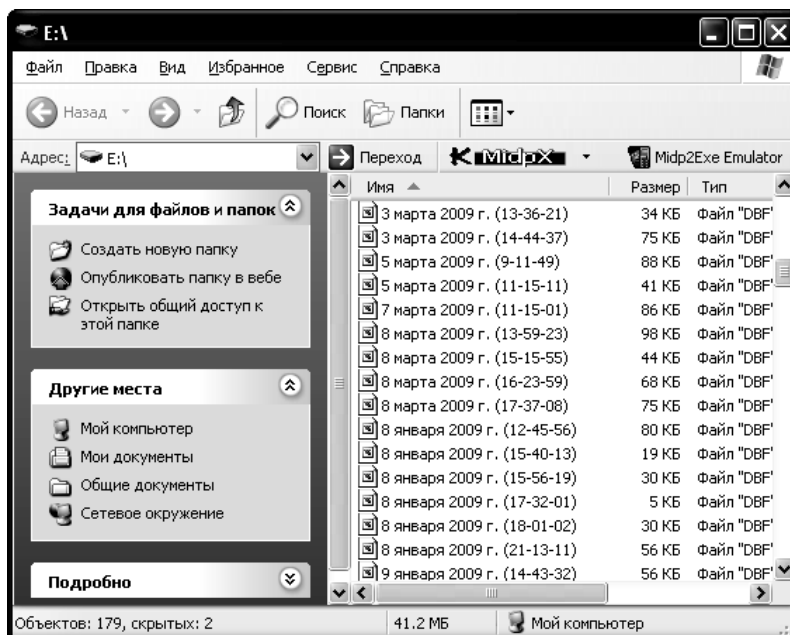 E:\
Файл Правка Вид Избранное Сервис Справка
Назад Поиск Папки
Адрес: E:\ Переход MidpX Midp2Exe Emulator
Задачи для файлов и папок
Создать новую папку
Опубликовать папку в вебе
Открыть общий доступ к
этой папке
Другие места
Мой компьютер
Мои документы
Общие документы
Сетевое окружение
Подробно
Имя Размер Тип
3 марта 2009 г. (13-36-21) 34 КБ Файл "DBF"
3 марта 2009 г. (14-44-37) 75 КБ Файл "DBF"
5 марта 2009 г. (9-11-49) 88 КБ Файл "DBF"
5 марта 2009 г. (11-15-11) 41 КБ Файл "DBF"
7 марта 2009 г. (11-15-01) 86 КБ Файл "DBF"
8 марта 2009 г. (13-59-23) 98 КБ Файл "DBF"
8 марта 2009 г. (15-15-55) 44 КБ Файл "DBF"
8 марта 2009 г. (16-23-59) 68 КБ Файл "DBF"
8 марта 2009 г. (17-37-08) 75 КБ Файл "DBF"
8 января 2009 г. (12-45-56) 80 КБ Файл "DBF"
8 января 2009 г. (15-40-13) 19 КБ Файл "DBF"
8 января 2009 г. (15-56-19) 30 КБ Файл "DBF"
8 января 2009 г. (17-32-01) 5 КБ Файл "DBF"
8 января 2009 г. (18-01-02) 30 КБ Файл "DBF"
8 января 2009 г. (21-13-11) 56 КБ Файл "DBF"
9 января 2009 г. (14-43-32) 56 КБ Файл "DBF"
Объектов: 179, скрытых: 2 41.2 МБ Мой компьютер